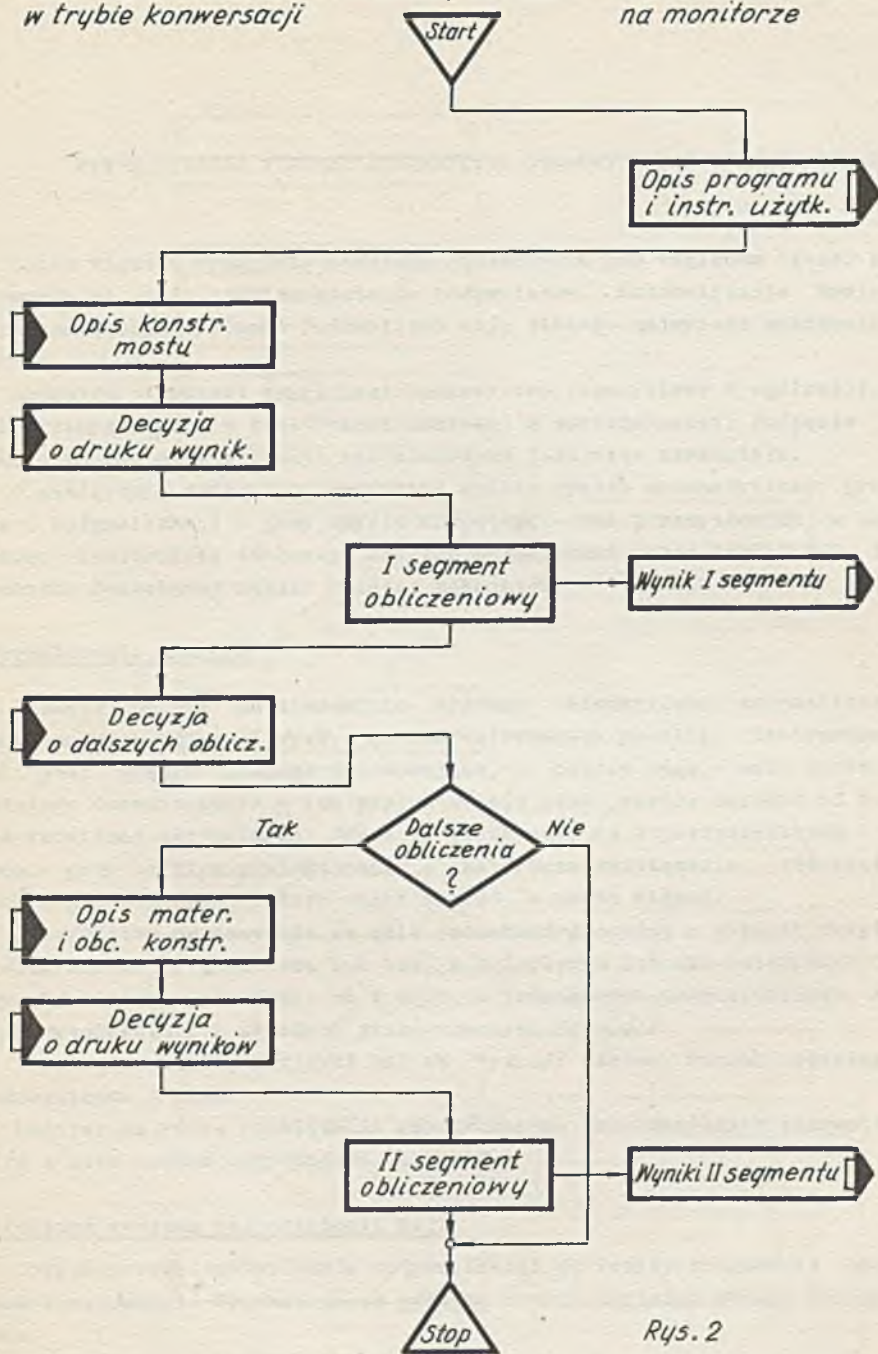 w trybie konwersacji
na monitorze
Start
Opis programu
i instr. użytk.
Opis konstr.
mostu
Decyzja
o druku wynik.
I segment
obliczeniowy
Wynik I segmentu
Decyzja
o dalszych oblicz.
Tak
Dalsze
obliczenia
?
Nie
Opis mater.
i obc. konstr.
Decyzja
o druku wyników
II segment
obliczeniowy
Wyniki II segmentu
Stop
Rys. 2